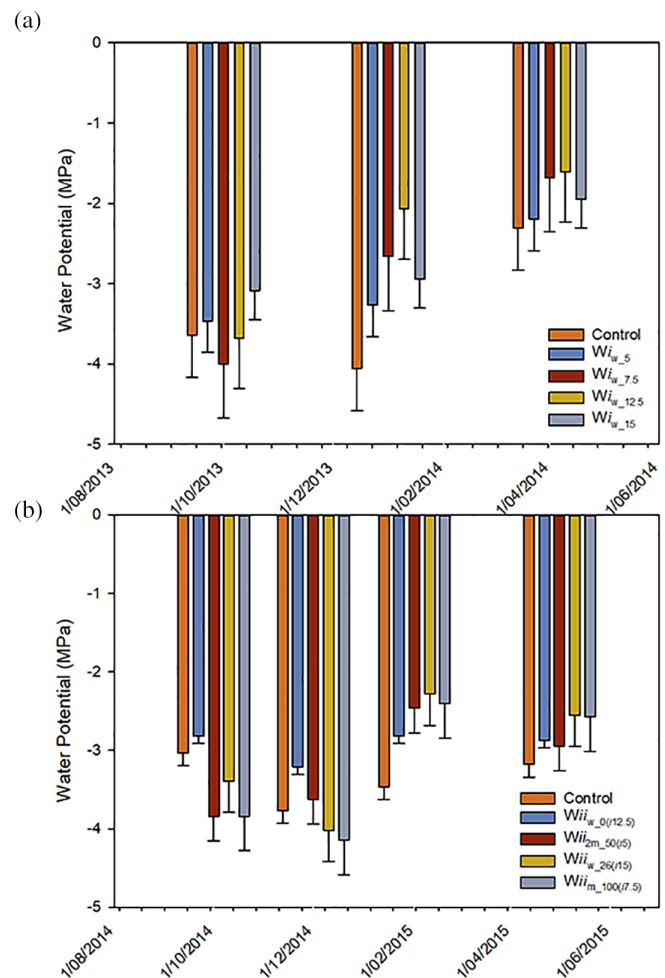 (a)
0
-1
-2
-3
-4
-5
Water Potential (MPa)
Control
Wi_w_5
Wi_w_7.5
Wi_w_12.5
Wi_w_15
1/08/2013
1/10/2013
1/12/2013
1/02/2014
1/04/2014
1/06/2014
(b)
0
-1
-2
-3
-4
-5
Water Potential (MPa)
Control
Wii_w_0(i12.5)
Wii_2m_50(i5)
Wii_w_26(i15)
Wii_m_100(i7.5)
1/08/2014
1/10/2014
1/12/2014
1/02/2015
1/04/2015
1/06/2015